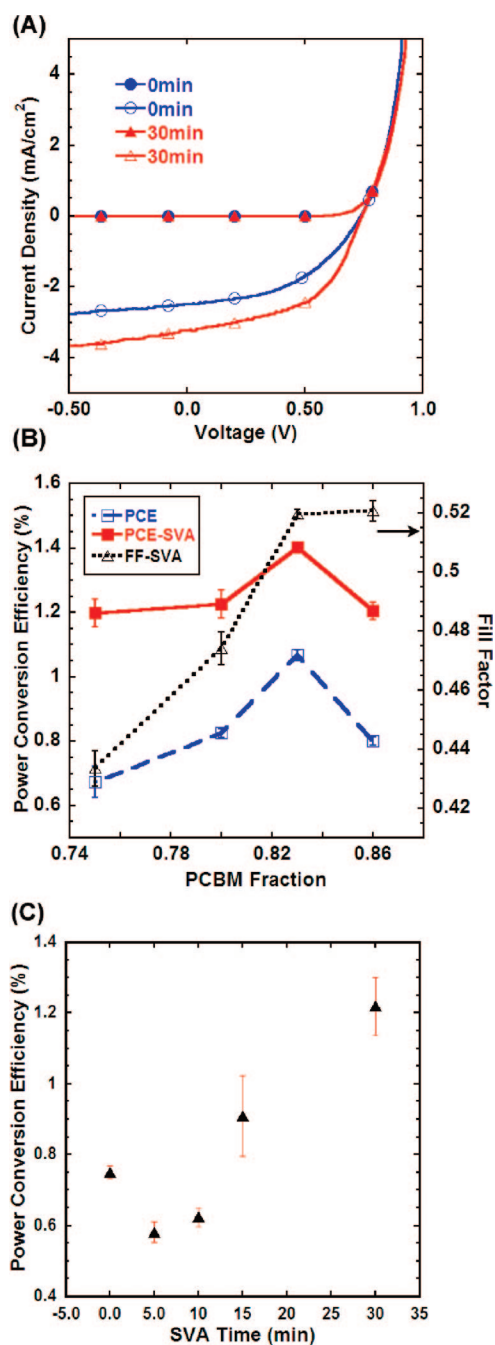 (A)
4
2
0
-2
-4
Current Density (mA/cm2)
0min
0min
30min
30min
-0.50
0.0
0.50
1.0
Voltage (V)
(B)
1.6
1.4
1.2
1
0.8
0.6
Power Conversion Efficiency (%)
PCE
PCE-SVA
FF-SVA
0.52
0.5
0.48
0.46
0.44
0.42
Fill Factor
0.74
0.78
0.82
0.86
PCBM Fraction
(C)
1.4
1.2
1
0.8
0.6
0.4
Power Conversion Efficiency (%)
-5.0
0.0
5.0
10
15
20
25
30
35
SVA Time (min)